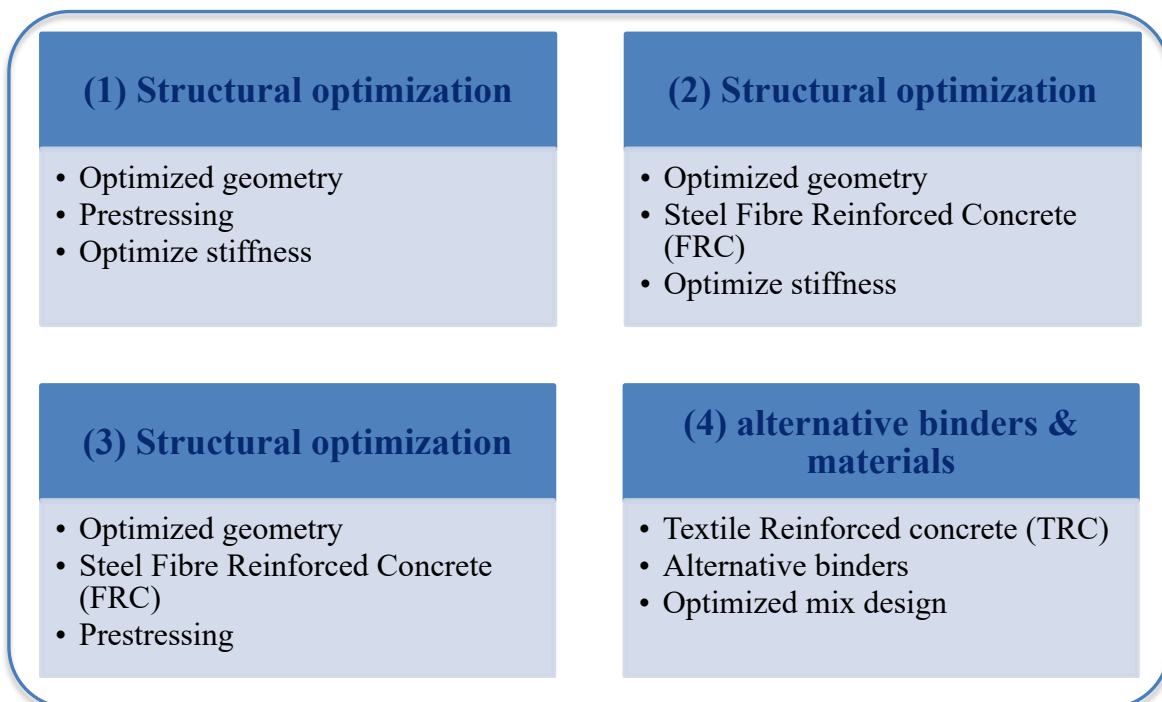 (1) Structural optimization
• Optimized geometry
• Prestressing
• Optimize stiffness
(2) Structural optimization
• Optimized geometry
• Steel Fibre Reinforced Concrete
(FRC)
• Optimize stiffness
(3) Structural optimization
• Optimized geometry
• Steel Fibre Reinforced Concrete
(FRC)
• Prestressing
(4) alternative binders &
materials
• Textile Reinforced concrete (TRC)
• Alternative binders
• Optimized mix design